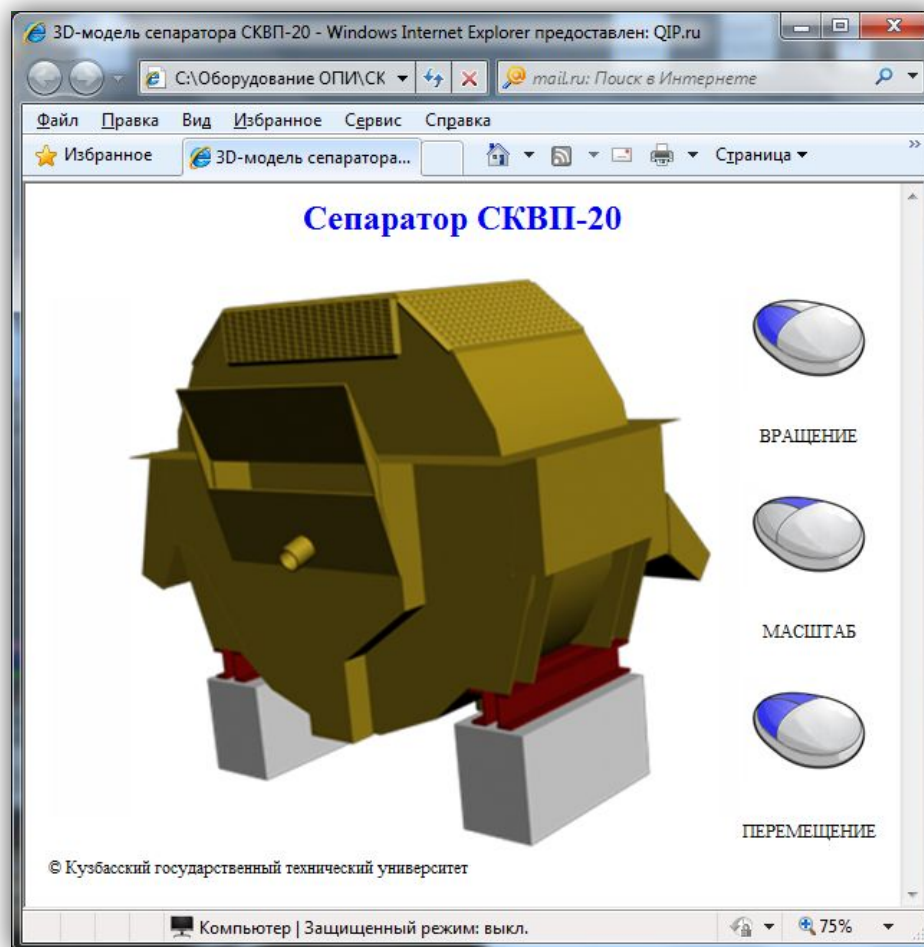 3D-модель сепаратора СКВП-20 - Windows Internet Explorer предоставлен: QIP.ru
C:\Оборудование ОПИ\СК
mail.ru: Поиск в Интернете
Файл Правка Вид Избранное Сервис Справка
Избранное 3D-модель сепаратора... Страница
Сепаратор СКВП-20
ВРАЩЕНИЕ
МАСШТАБ
ПЕРЕМЕЩЕНИЕ
© Кузбасский государственный технический университет
Компьютер | Защищенный режим: выкл. 75%